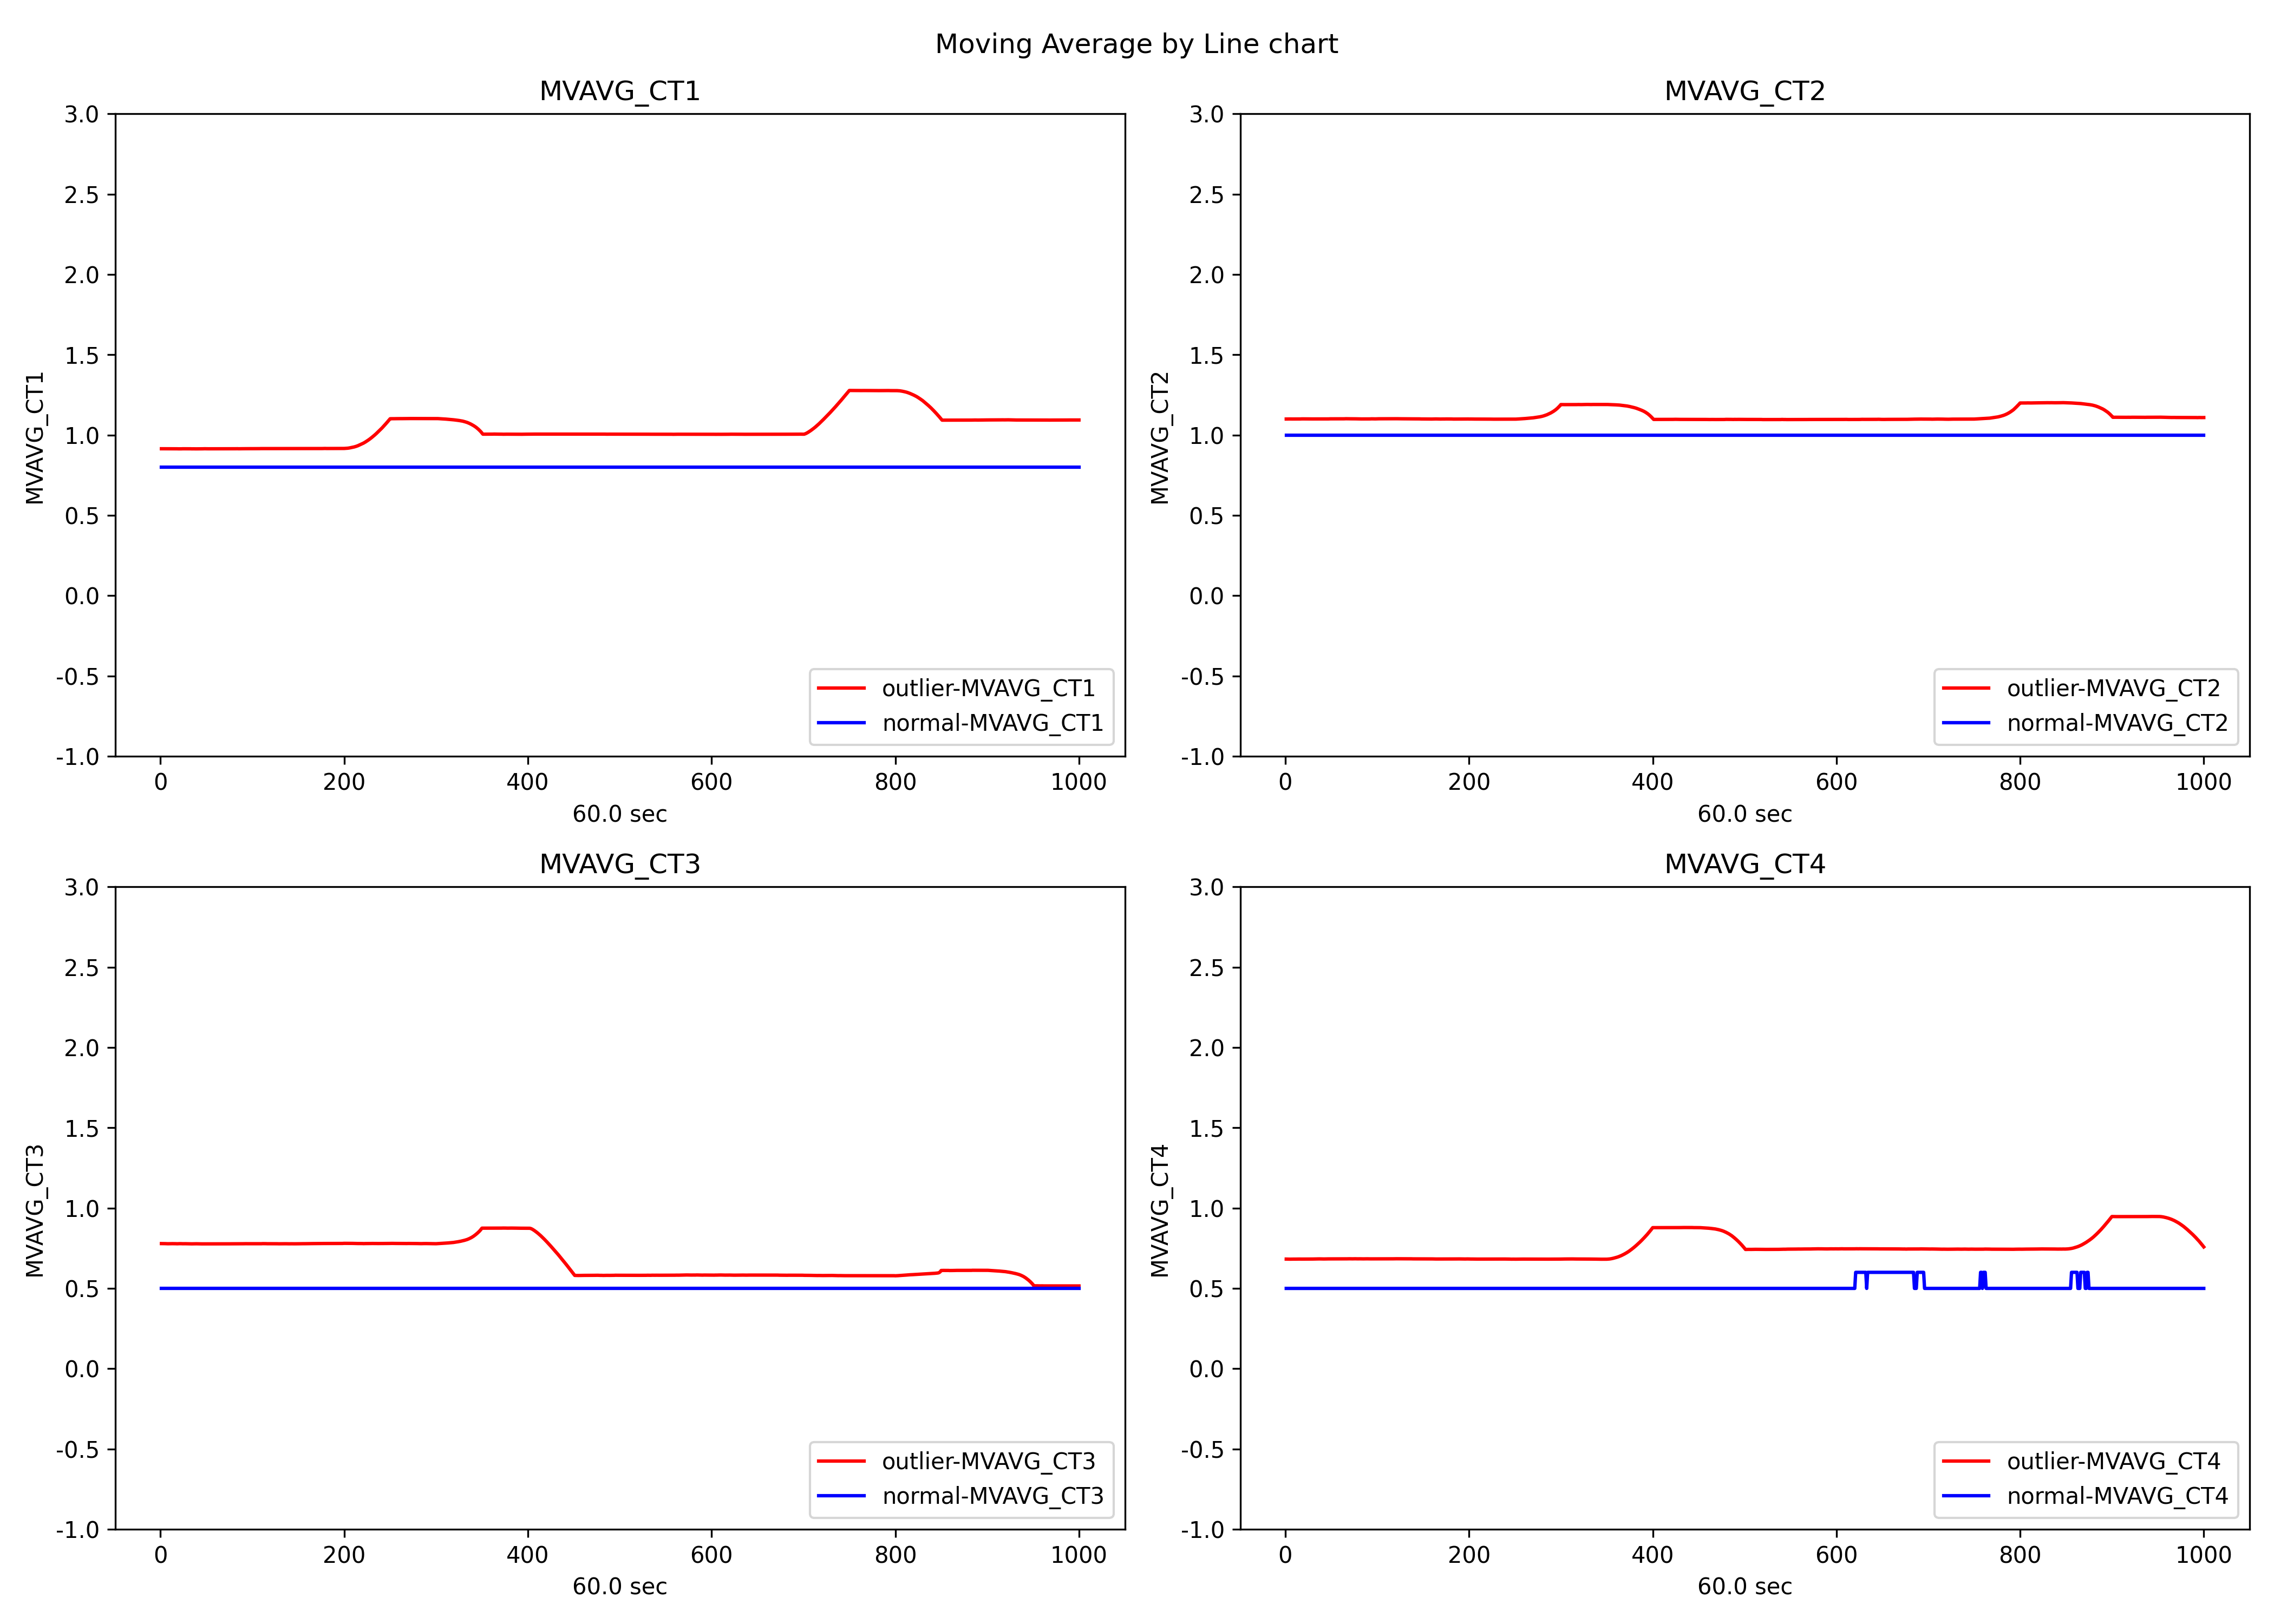 Moving Average by Line chart
MVAVG_CT1
3.0
2.5
2.0
1.5
1.0
0.5
0.0
-0.5
-1.0
MVAVG_CT1
outlier-MVAVG_CT1
normal-MVAVG_CT1
0 200 400 600 800 1000
60.0 sec
MVAVG_CT2
3.0
2.5
2.0
1.5
1.0
0.5
0.0
-0.5
-1.0
MVAVG_CT2
outlier-MVAVG_CT2
normal-MVAVG_CT2
0 200 400 600 800 1000
60.0 sec
MVAVG_CT3
3.0
2.5
2.0
1.5
1.0
0.5
0.0
-0.5
-1.0
MVAVG_CT3
outlier-MVAVG_CT3
normal-MVAVG_CT3
0 200 400 600 800 1000
60.0 sec
MVAVG_CT4
3.0
2.5
2.0
1.5
1.0
0.5
0.0
-0.5
-1.0
MVAVG_CT4
outlier-MVAVG_CT4
normal-MVAVG_CT4
0 200 400 600 800 1000
60.0 sec